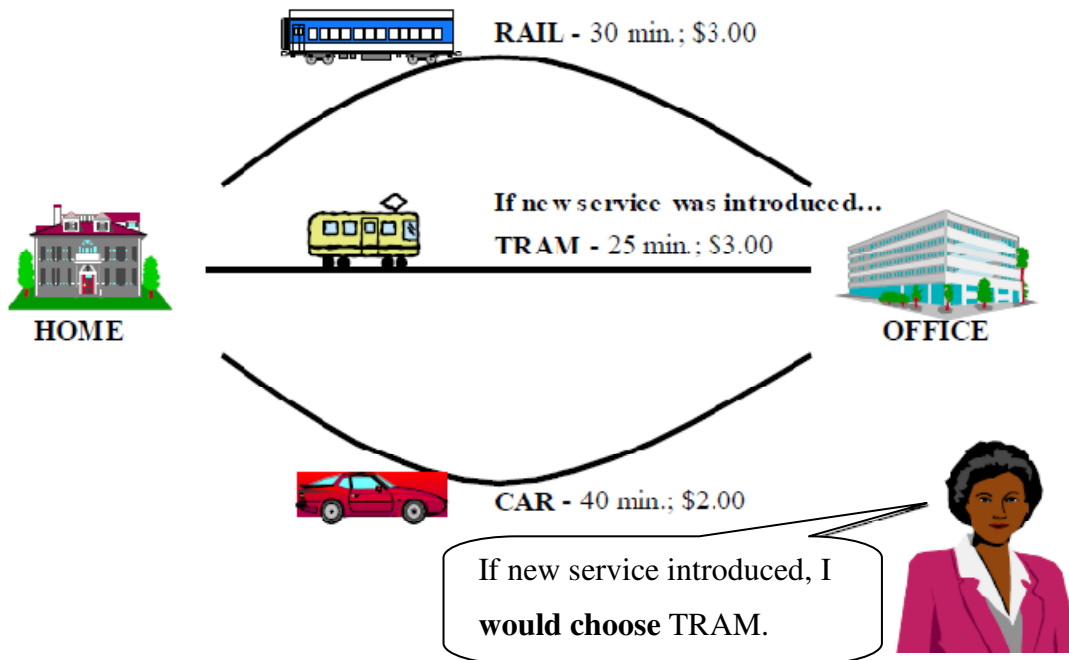 RAIL - 30 min.; $3.00
If new service was introduced...
TRAM - 25 min.; $3.00
HOME
OFFICE
CAR - 40 min.; $2.00
If new service introduced, I
would choose TRAM.